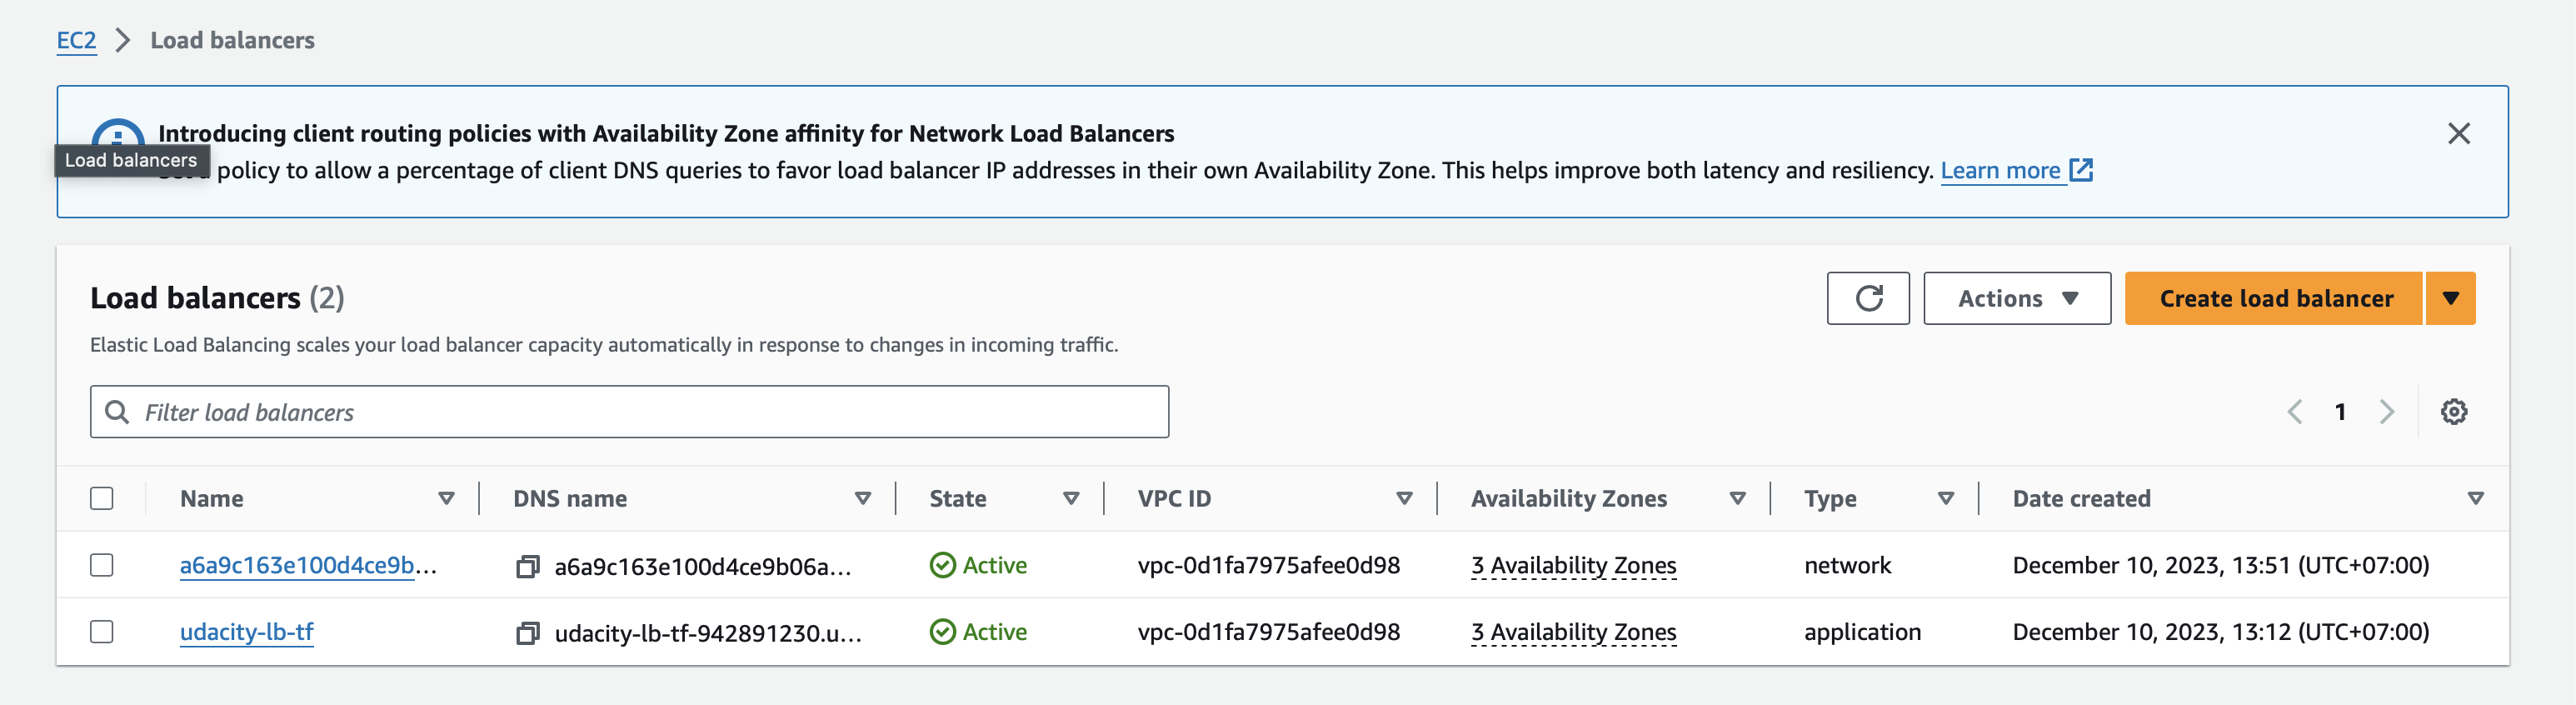 EC2 > Load balancers
Introducing client routing policies with Availability Zone affinity for Network Load Balancers
Load balancers
policy to allow a percentage of client DNS queries to favor load balancer IP addresses in their own Availability Zone. This helps improve both latency and resiliency. Learn more
Load balancers (2)
Actions
Create load balancer
Elastic Load Balancing scales your load balancer capacity automatically in response to changes in incoming traffic.
Filter load balancers
1
Name DNS name State VPC ID Availability Zones Type Date created
a6a9c163e100d4ce9b... a6a9c163e100d4ce9b06a... Active vpc-0d1fa7975afee0d98 3 Availability Zones network December 10, 2023, 13:51 (UTC+07:00)
udacity-lb-tf udacity-lb-tf-942891230.u... Active vpc-0d1fa7975afee0d98 3 Availability Zones application December 10, 2023, 13:12 (UTC+07:00)